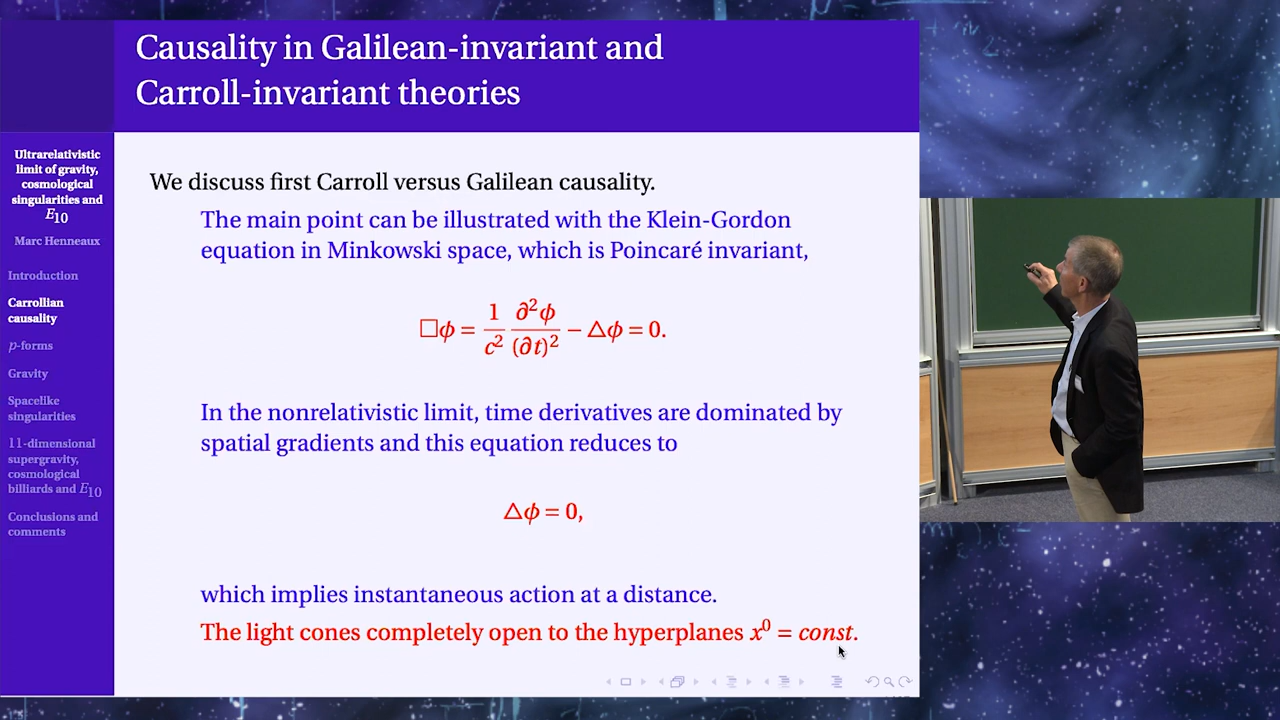 Causality in Galilean-invariant and
Carroll-invariant theories
Ultrarelativistic
limit of gravity,
cosmological
singularities and
E10
Marc Henneaux
Introduction
Carrollian
causality
p-forms
Gravity
Spacelike
singularities
11-dimensional
supergravity,
cosmological
billiards and E10
Conclusions and
comments
We discuss first Carroll versus Galilean causality.
The main point can be illustrated with the Klein-Gordon
equation in Minkowski space, which is Poincaré invariant,
□ϕ = 1/c² ∂²ϕ/(∂t)² − △ϕ = 0.
In the nonrelativistic limit, time derivatives are dominated by
spatial gradients and this equation reduces to
△ϕ = 0,
which implies instantaneous action at a distance.
The light cones completely open to the hyperplanes x⁰ = const.